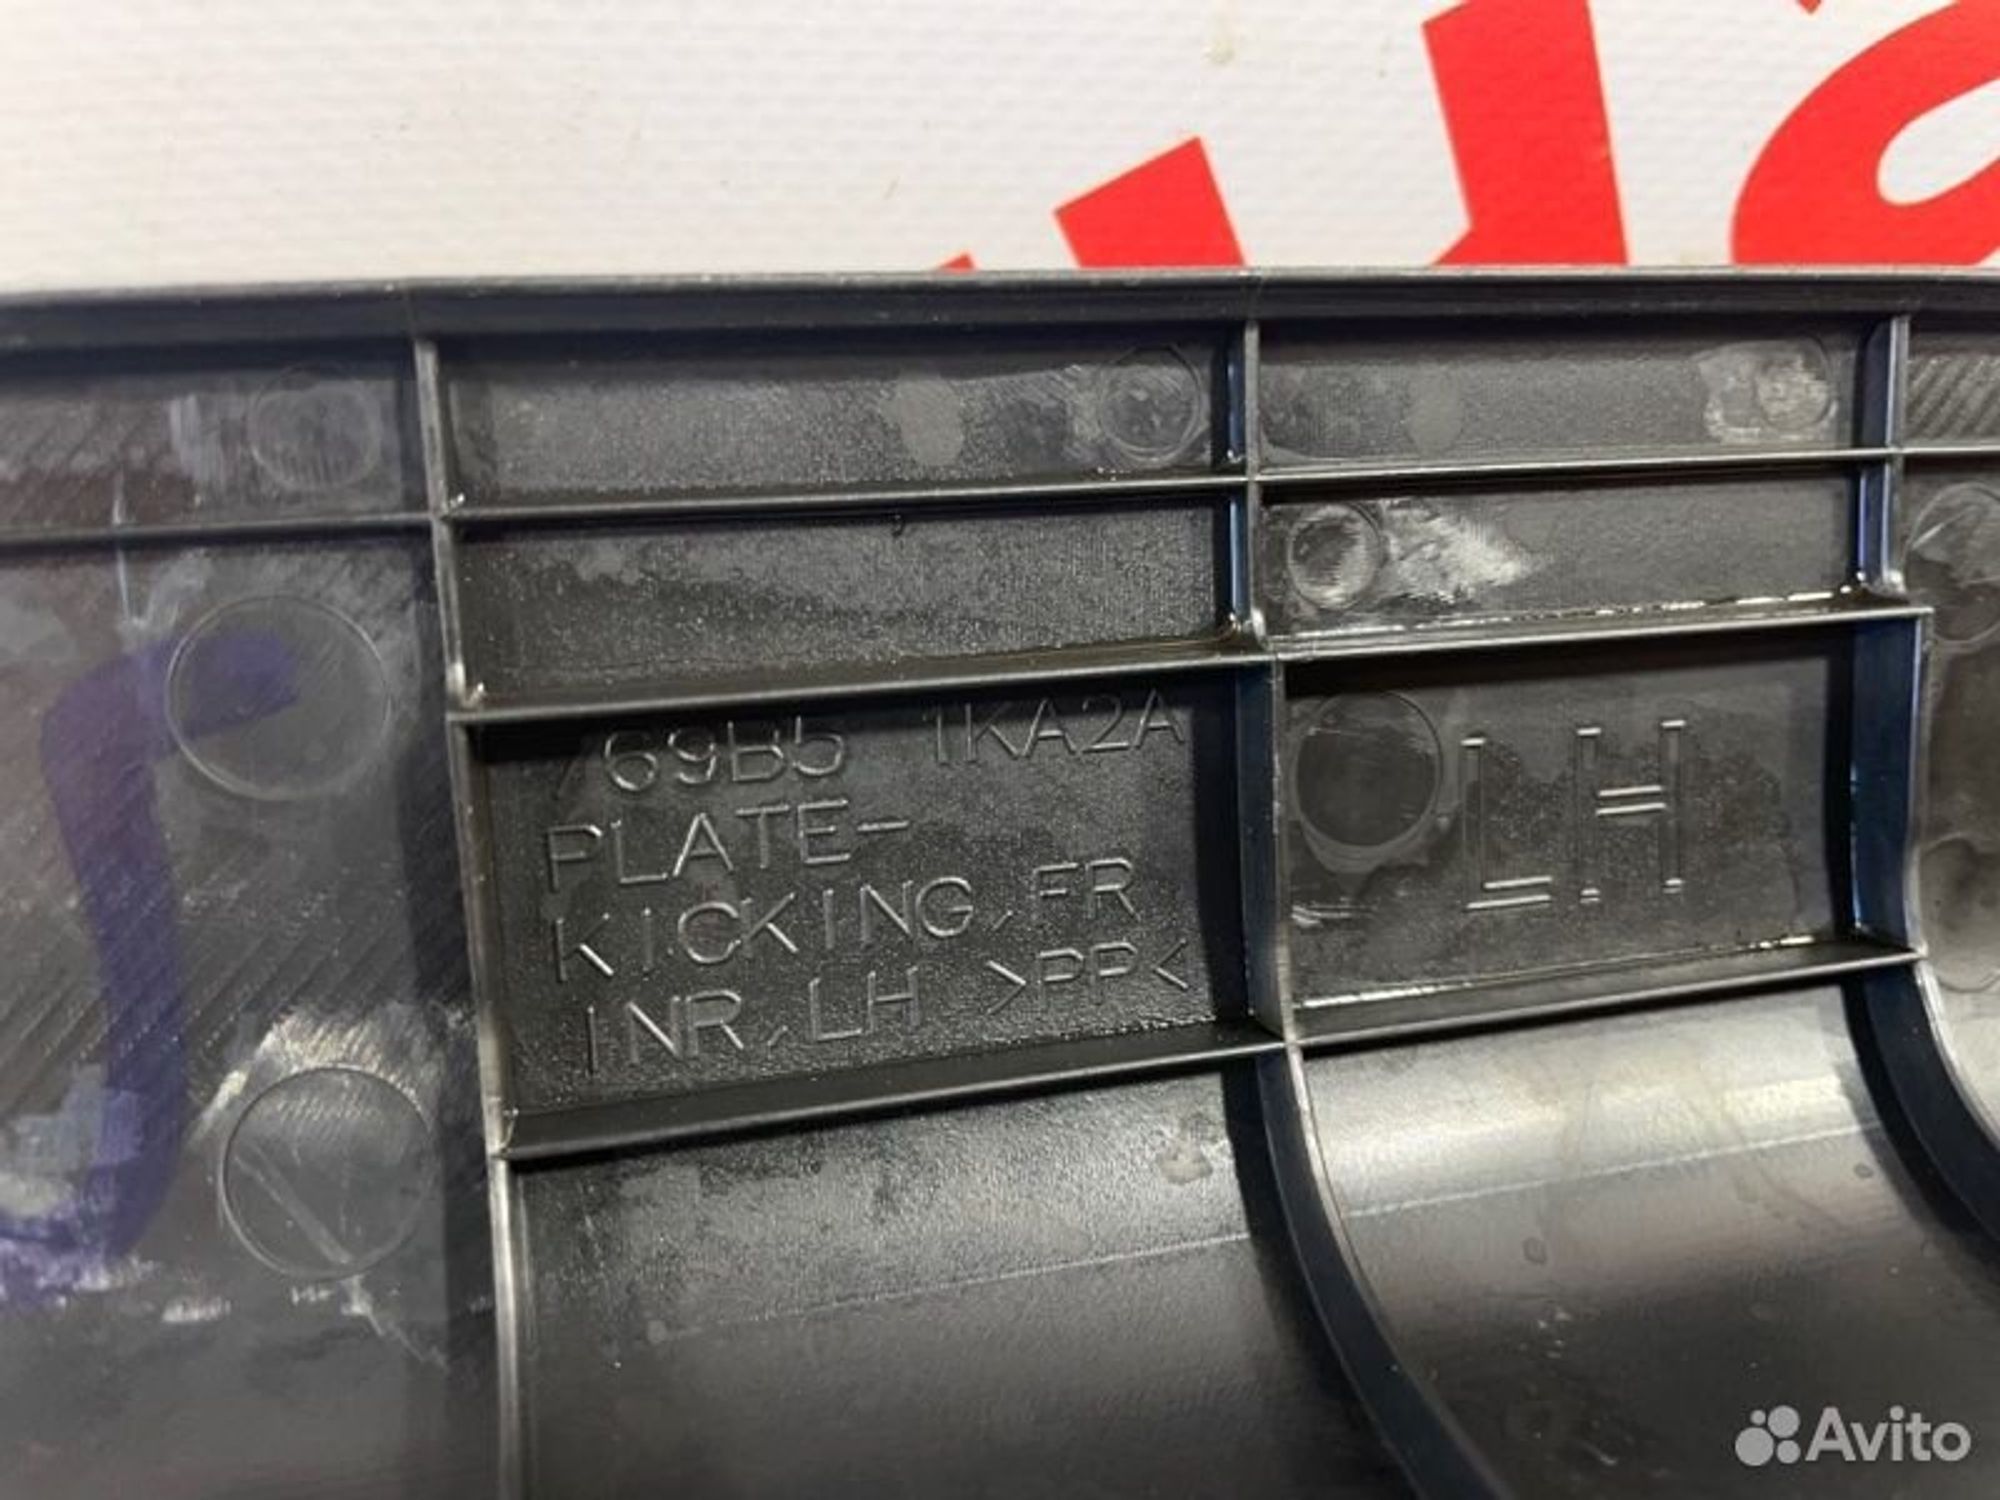 769B5 1KA2A
PLATE-
KICKING,FR
INR,LH >PP<
LH
Avito